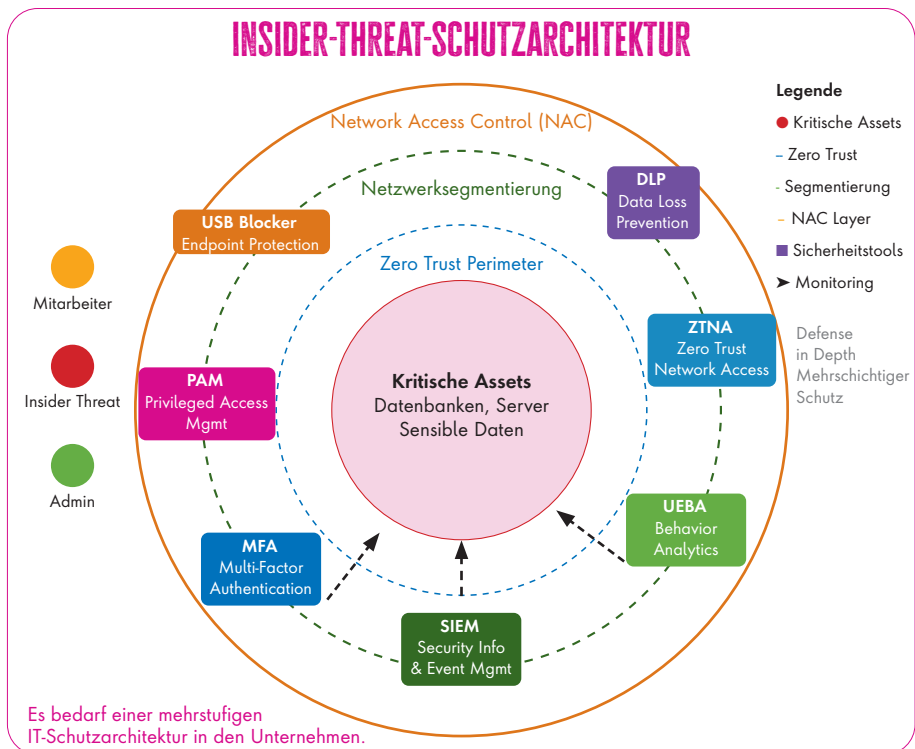 INSIDER-THREAT-SCHUTZARCHITEKTUR
Network Access Control (NAC)
Netzwerksegmentierung
Zero Trust Perimeter
Kritische Assets
Datenbanken, Server
Sensible Daten
USB Blocker
Endpoint Protection
DLP
Data Loss
Prevention
ZTNA
Zero Trust
Network Access
PAM
Privileged Access
Mgmt
UEBA
Behavior
Analytics
MFA
Multi-Factor
Authentication
SIEM
Security Info
& Event Mgmt
Mitarbeiter
Insider Threat
Admin
Legende
Kritische Assets
Zero Trust
Segmentierung
NAC Layer
Sicherheitstools
Monitoring
Defense
in Depth
Mehrschichtiger
Schutz
Es bedarf einer mehrstufigen
IT-Schutzarchitektur in den Unternehmen.